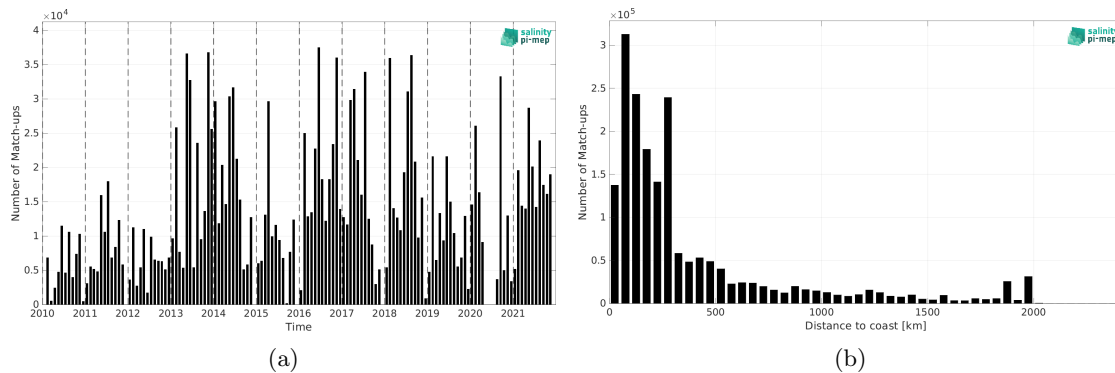 ×10⁴
4
3.5
3
2.5
2
1.5
1
0.5
0
Number of Match-ups
2010 2011 2012 2013 2014 2015 2016 2017 2018 2019 2020 2021
Time
salinity
pi-mep
(a)
×10⁵
3
2.5
2
1.5
1
0.5
0
Number of Match-ups
0 500 1000 1500 2000
Distance to coast [km]
salinity
pi-mep
(b)